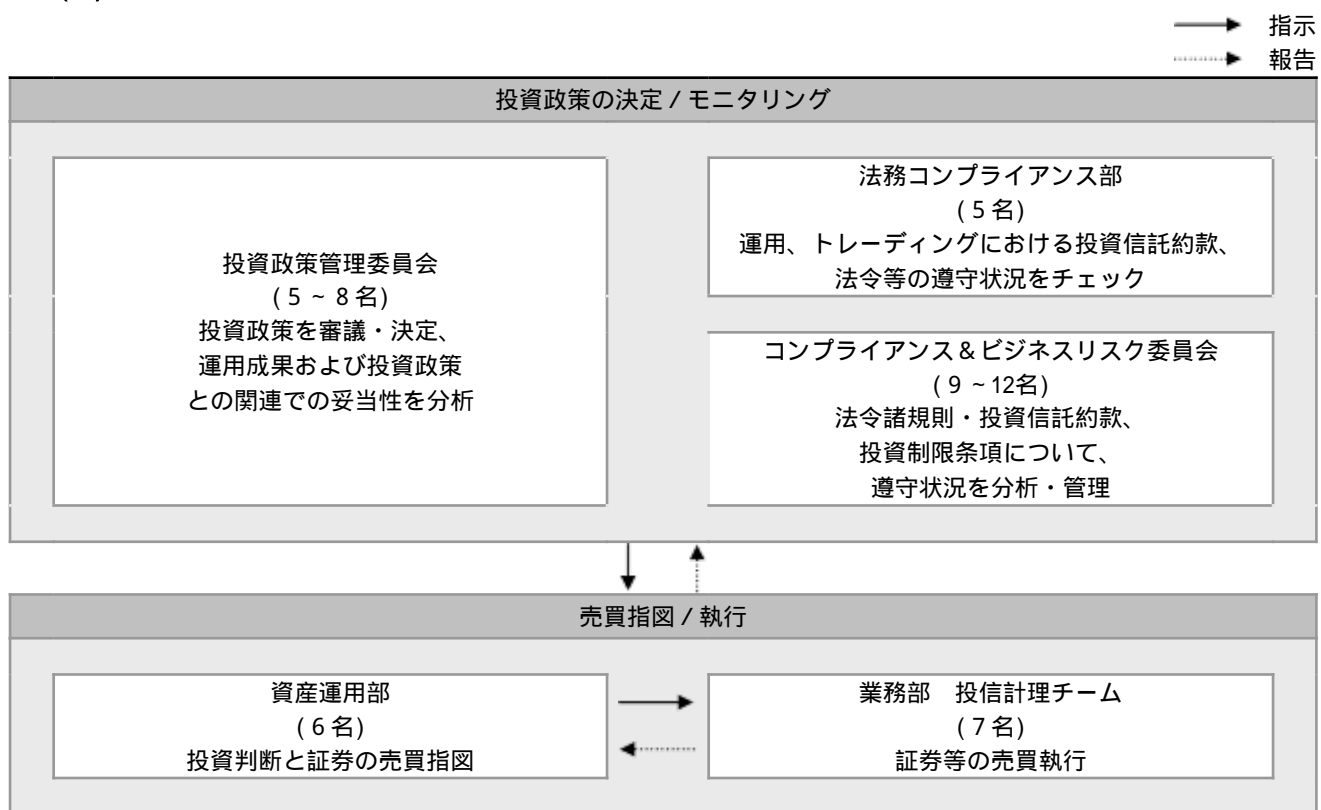 指示
報告
投資政策の決定 / モニタリング
投資政策管理委員会
( 5 ~ 8 名)
投資政策を審議・決定、
運用成果および投資政策
との関連での妥当性を分析
法務コンプライアンス部
( 5 名)
運用、トレーディングにおける投資信託約款、
法令等の遵守状況をチェック
コンプライアンス&ビジネスリスク委員会
( 9 ~12名)
法令諸規則・投資信託約款、
投資制限条項について、
遵守状況を分析・管理
売買指図 / 執行
資産運用部
( 6 名)
投資判断と証券の売買指図
業務部 投信計理チーム
( 7 名)
証券等の売買執行